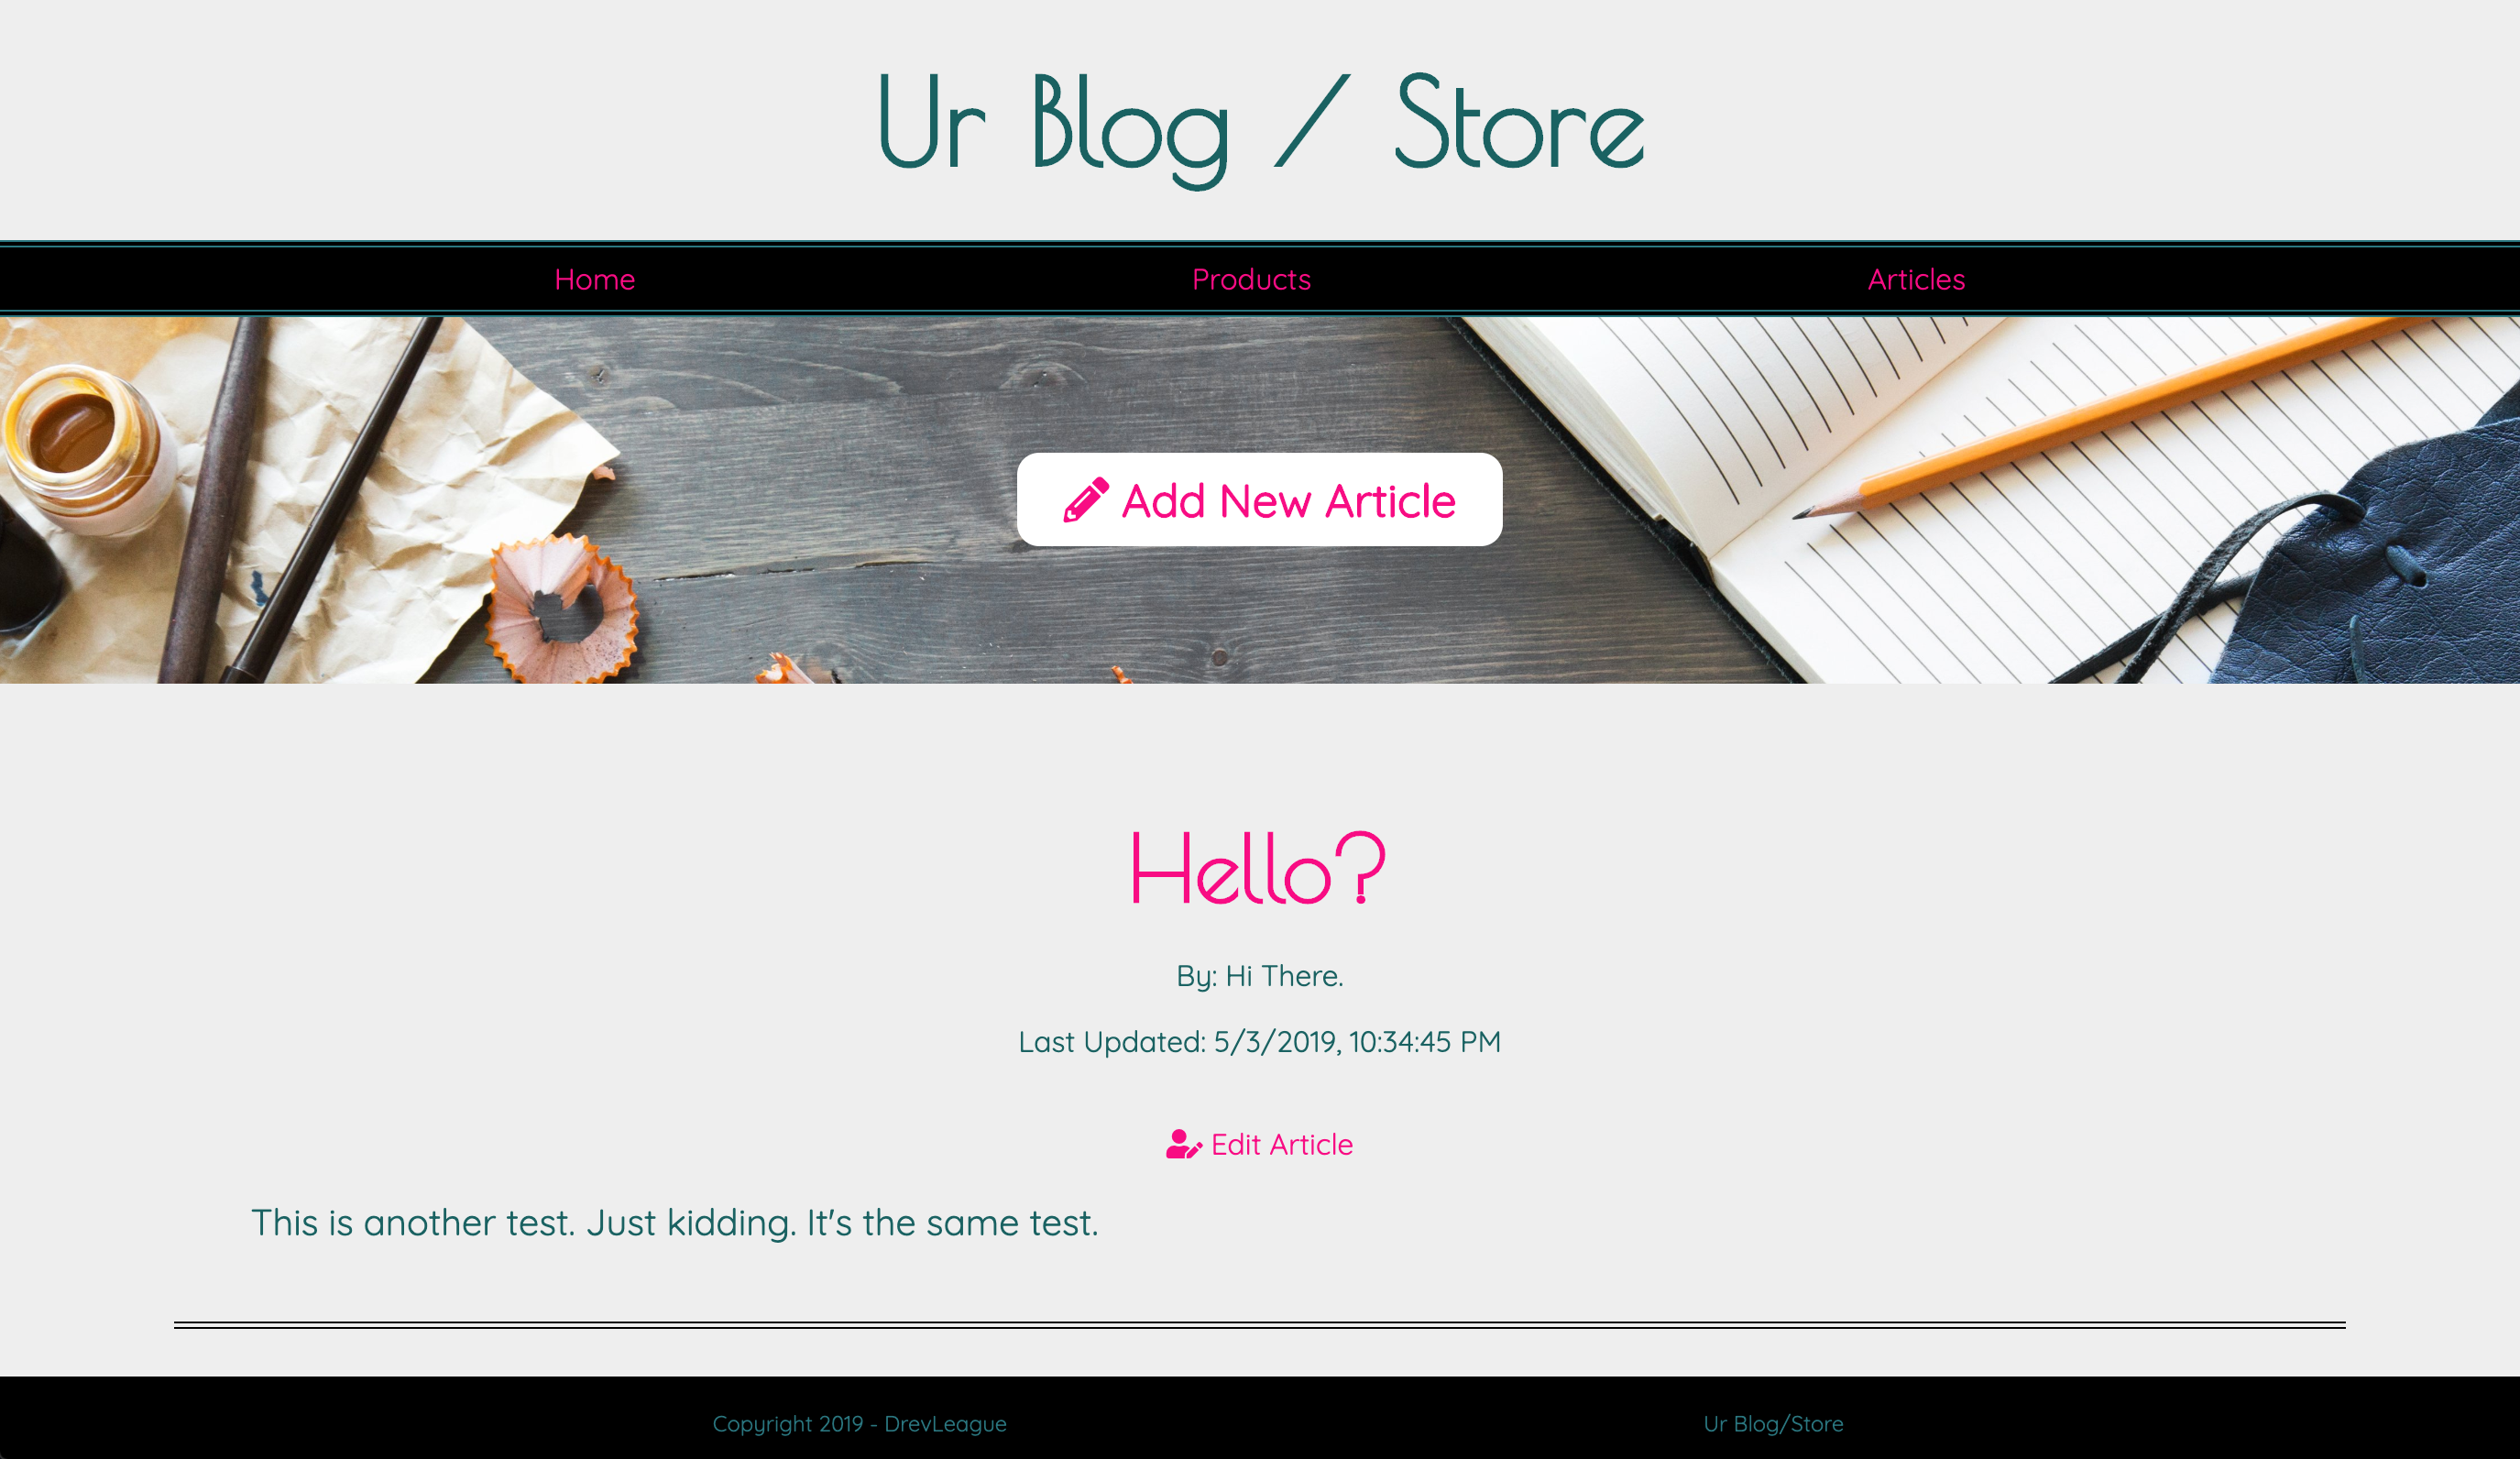 Ur Blog / Store
Home Products Articles
Add New Article
Hello?
By: Hi There.
Last Updated: 5/3/2019, 10:34:45 PM
Edit Article
This is another test. Just kidding. It's the same test.
Copyright 2019 - DrevLeague Ur Blog/Store